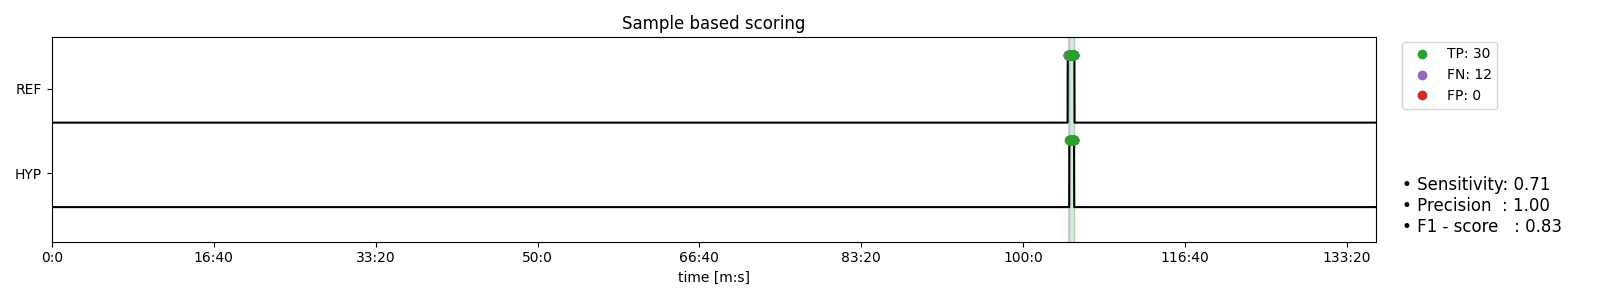 Sample based scoring
REF
HYP
0:0
16:40
33:20
50:0
66:40
83:20
100:0
116:40
133:20
time [m:s]
TP: 30
FN: 12
FP: 0
• Sensitivity: 0.71
• Precision : 1.00
• F1 - score : 0.83